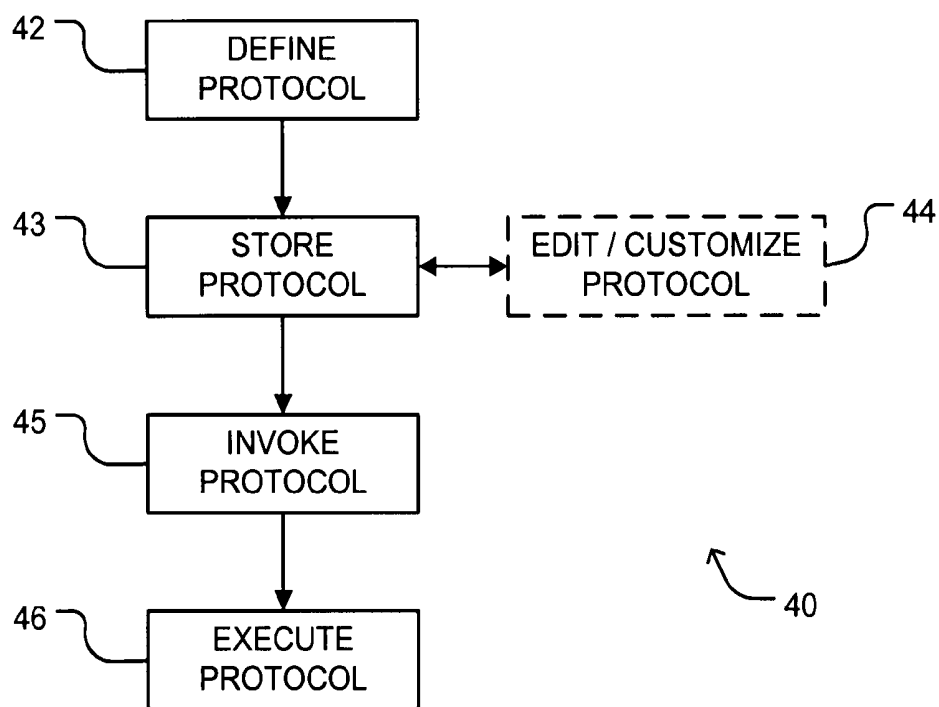 42
DEFINE
PROTOCOL
43
STORE
PROTOCOL
EDIT / CUSTOMIZE
PROTOCOL
44
45
INVOKE
PROTOCOL
40
46
EXECUTE
PROTOCOL